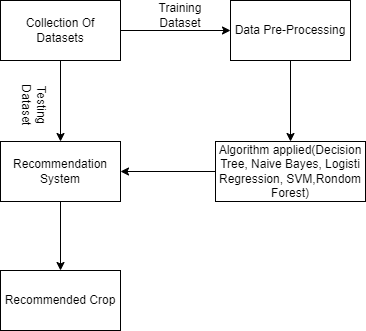 Collection Of
Datasets
Training
Dataset
Data Pre-Processing
Testing
Dataset
Recommendation
System
Algorithm applied(Decision
Tree, Naive Bayes, Logisti
Regression, SVM,Rondom
Forest)
Recommended Crop